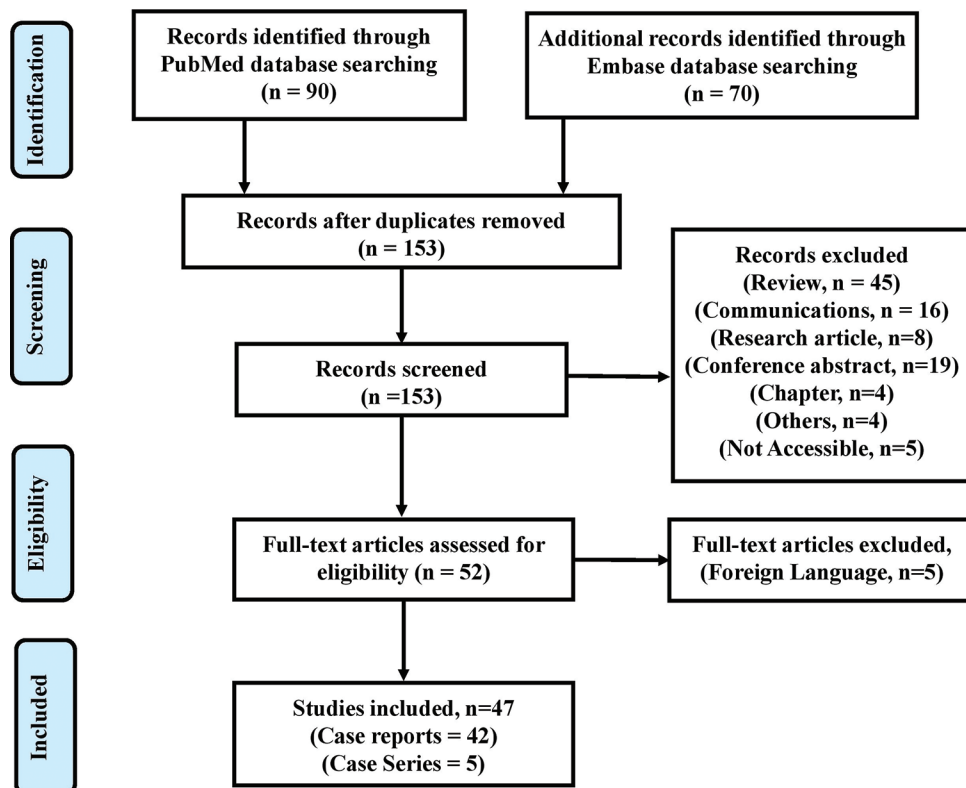 Identification
Records identified through
PubMed database searching
(n = 90)
Additional records identified through
Embase database searching
(n = 70)
Records after duplicates removed
(n = 153)
Screening
Records screened
(n =153)
Records excluded
(Review, n = 45)
(Communications, n = 16)
(Research article, n=8)
(Conference abstract, n=19)
(Chapter, n=4)
(Others, n=4)
(Not Accessible, n=5)
Eligibility
Full-text articles assessed for
eligibility (n = 52)
Full-text articles excluded,
(Foreign Language, n=5)
Included
Studies included, n=47
(Case reports = 42)
(Case Series = 5)